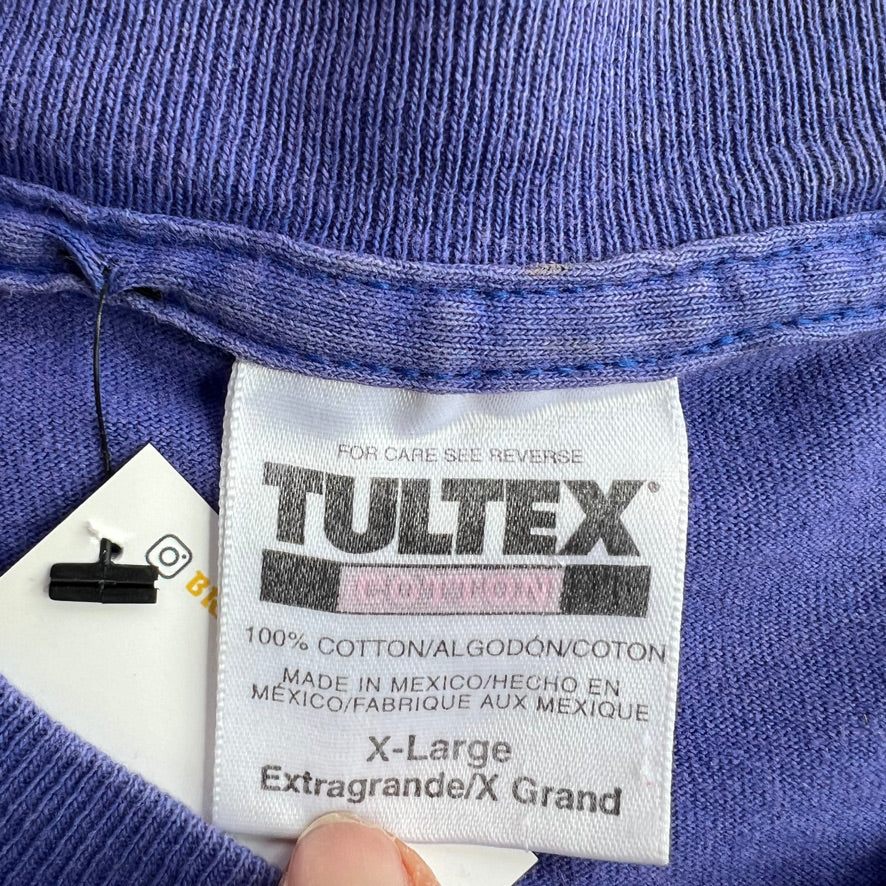 FOR CARE SEE REVERSE
TULTEX®
100% COTTON/ALGODÓN/COTON
MADE IN MEXICO/HECHO EN
MÉXICO/FABRIQUE AUX MEXIQUE
X-Large
Extragrande/X Grand